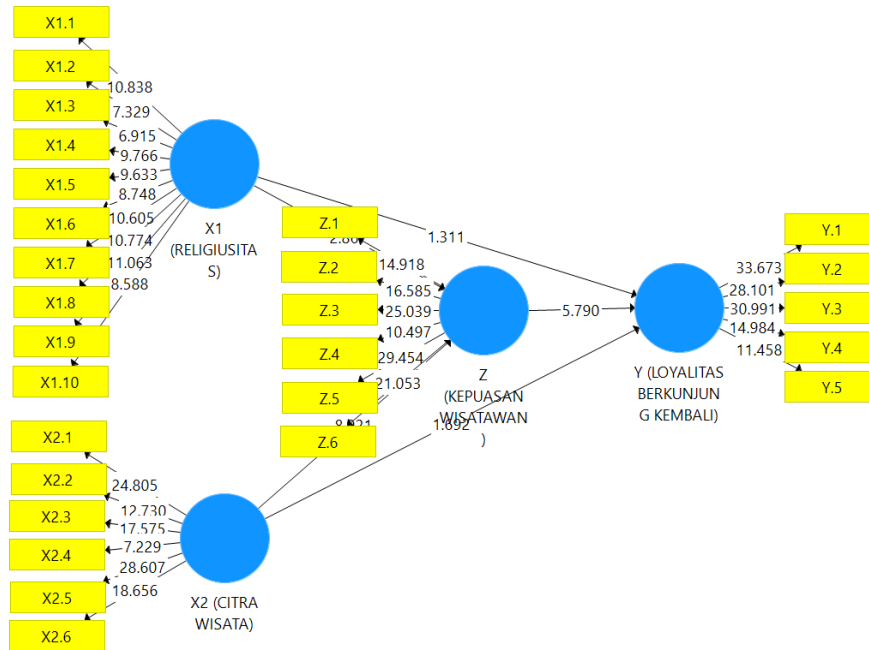 X1.1
X1.2
X1.3
X1.4
X1.5
X1.6
X1.7
X1.8
X1.9
X1.10
10.838
7.329
6.915
9.766
9.633
8.748
10.605
10.774
11.063
8.588
X1
(RELIGIUSITA
S)
X2.1
X2.2
X2.3
X2.4
X2.5
X2.6
24.805
12.730
17.575
7.229
28.607
18.656
X2 (CITRA
WISATA)
Z.1
Z.2
Z.3
Z.4
Z.5
Z.6
14.918
16.585
25.039
10.497
29.454
21.053
Z
(KEPUASAN
WISATAWAN
)
1.311
5.790
1.692
Y (LOYALITAS
BERKUNJUN
G KEMBALI)
33.673
28.101
30.991
14.984
11.458
Y.1
Y.2
Y.3
Y.4
Y.5